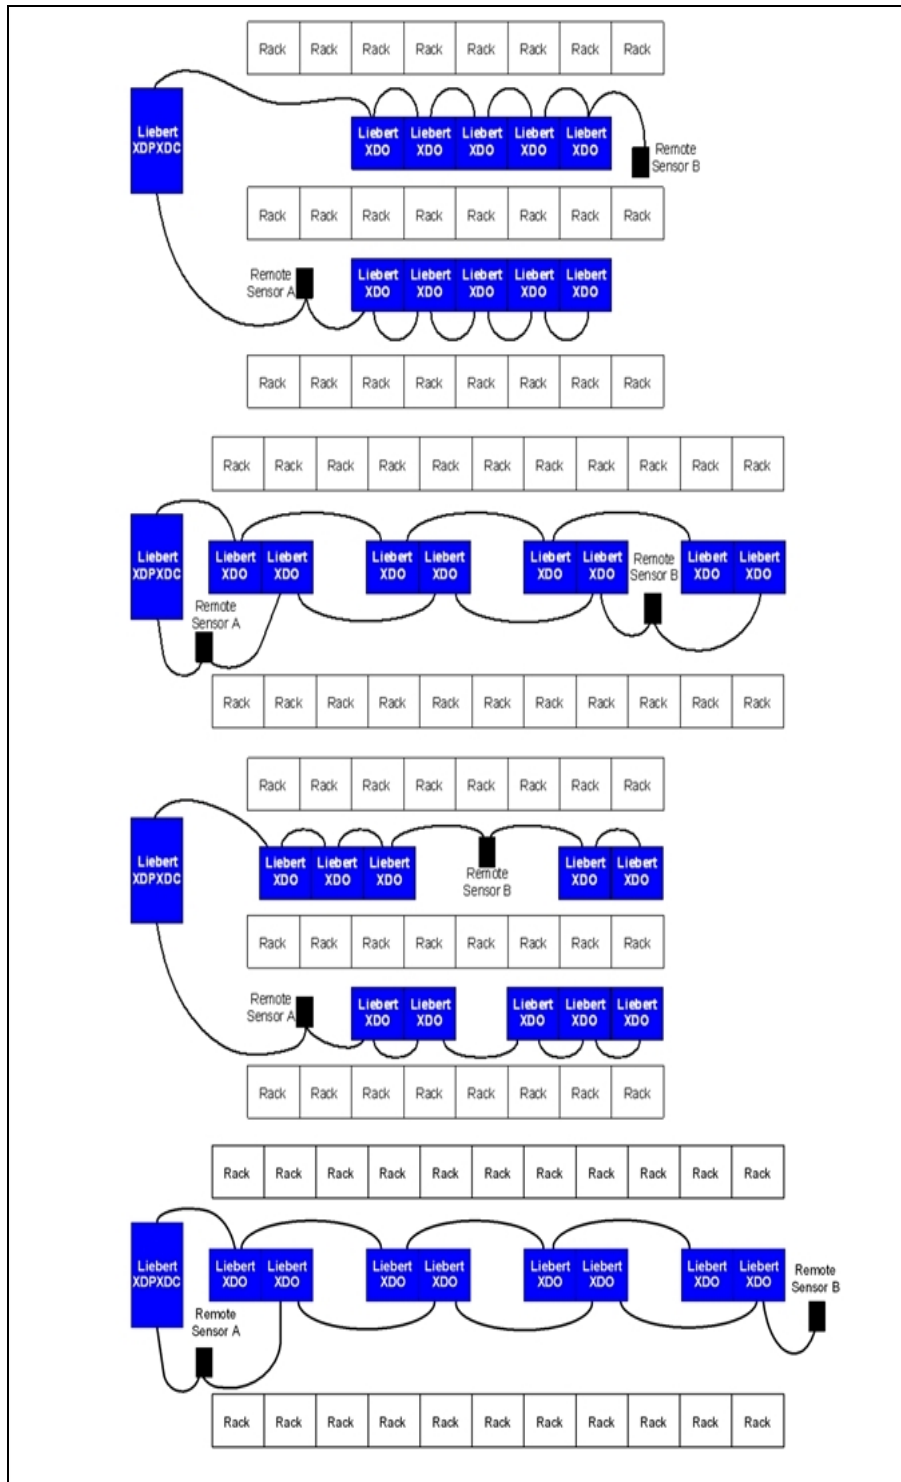 Rack Rack Rack Rack Rack Rack Rack Rack
Liebert
XDPXDC
Liebert Liebert Liebert Liebert Liebert
XDO XDO XDO XDO XDO
Remote
Sensor B
Rack Rack Rack Rack Rack Rack Rack Rack
Remote
Sensor A
Liebert Liebert Liebert Liebert Liebert
XDO XDO XDO XDO XDO
Rack Rack Rack Rack Rack Rack Rack Rack
Rack Rack Rack Rack Rack Rack Rack Rack Rack Rack Rack
Liebert
XDPXDC
Liebert Liebert Liebert Liebert Liebert Liebert
XDO XDO XDO XDO XDO XDO
Remote
Sensor B
Liebert Liebert
XDO XDO
Remote
Sensor A
Rack Rack Rack Rack Rack Rack Rack Rack Rack Rack Rack
Rack Rack Rack Rack Rack Rack Rack Rack
Liebert
XDPXDC
Liebert Liebert Liebert
XDO XDO XDO
Remote
Sensor B
Liebert Liebert
XDO XDO
Rack Rack Rack Rack Rack Rack Rack Rack
Remote
Sensor A
Liebert Liebert Liebert Liebert Liebert
XDO XDO XDO XDO XDO
Rack Rack Rack Rack Rack Rack Rack Rack
Rack Rack Rack Rack Rack Rack Rack Rack Rack Rack Rack
Liebert
XDPXDC
Liebert Liebert Liebert Liebert Liebert Liebert Liebert Liebert
XDO XDO XDO XDO XDO XDO XDO XDO
Remote
Sensor B
Remote
Sensor A
Rack Rack Rack Rack Rack Rack Rack Rack Rack Rack Rack